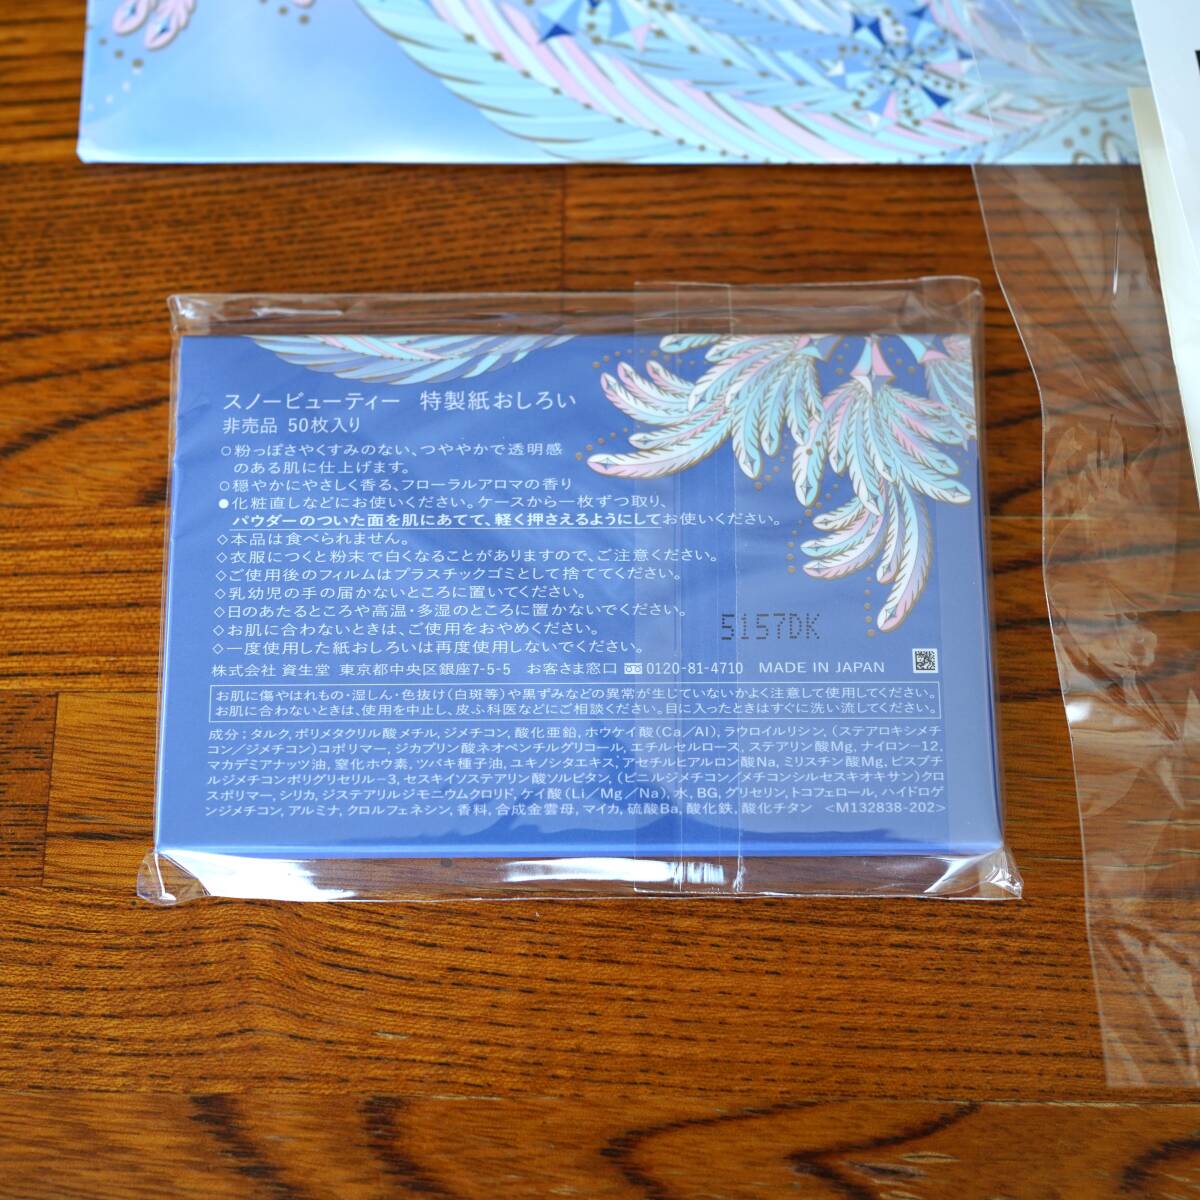 スノービューティー 特製紙おしろい
非売品 50枚入り
○粉っぽさやくすみのない、つややかで透明感
のある肌に仕上げます。
○穏やかにやさしく香る、フローラルアロマの香り
●化粧直しなどにお使いください。ケースから一枚ずつ取り、
パウダーのついた面を肌にあてて、軽く押さえるようにしてお使いください。
◇本品は食べられません。
◇衣服につくと粉末で白くなることがありますので、ご注意ください。
◇ご使用後のフィルムはプラスチックゴミとして捨ててください。
◇乳幼児の手の届かないところに置いてください。
◇日のあたるところや高温・多湿のところに置かないでください。
◇お肌に合わないときは、ご使用をおやめください。
◇一度使用した紙おしろいは再度使用しないでください。
5157DK
株式会社 資生堂 東京都中央区銀座7-5-5 お客さま窓口 0120-81-4710 MADE IN JAPAN
お肌に傷やはれもの・湿しん・色抜け(白斑等)や黒ずみなどの異常が生じていないかよく注意して使用してください。
お肌に合わないときは、使用を中止し、皮ふ科医などにご相談ください。目に入ったときはすぐに洗い流してください。
成分：タルク, ポリメタクリル酸メチル, ジメチコン, 酸化亜鉛, ホウケイ酸(Ca／Al), ラウロイルリシン, (ステアロキシメチ
コン／ジメチコン)コポリマー, ジカプリン酸ネオペンチルグリコール, エチルセルロース, ステアリン酸Mg, ナイロン－12,
マカデミアナッツ油, 窒化ホウ素, ツバキ種子油, ユキノシタエキス, アセチルヒアルロン酸Na, ミリスチン酸Mg, ビスブチ
ルジメチコンポリグリセリル－3, セスキイソステアリン酸ソルビタン, (ビニルジメチコン／メチコンシルセスキオキサン)クロ
スポリマー, シリカ, ジステアリルジモニウムクロリド, ケイ酸(Li／Mg／Na), 水, BG, グリセリン, トコフェロール, ハイドロゲ
ンジメチコン, アルミナ, クロルフェネシン, 香料, 合成金雲母, マイカ, 硫酸Ba, 酸化鉄, 酸化チタン <M132838-202>